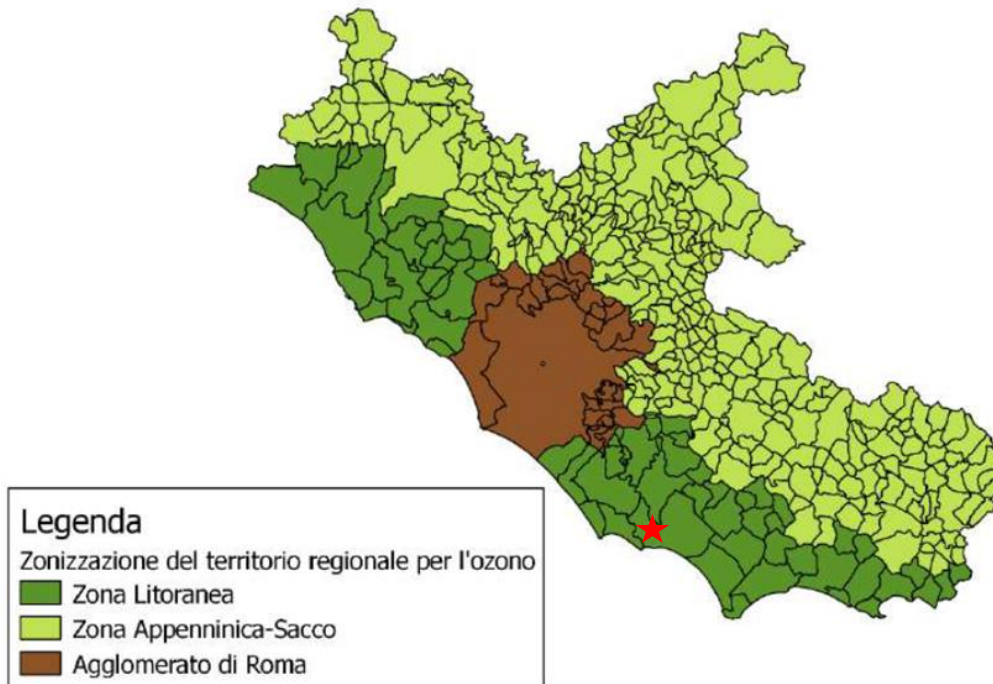 Legenda
Zonizzazione del territorio regionale per l'ozono
Zona Litoranea
Zona Appenninica-Sacco
Agglomerato di Roma